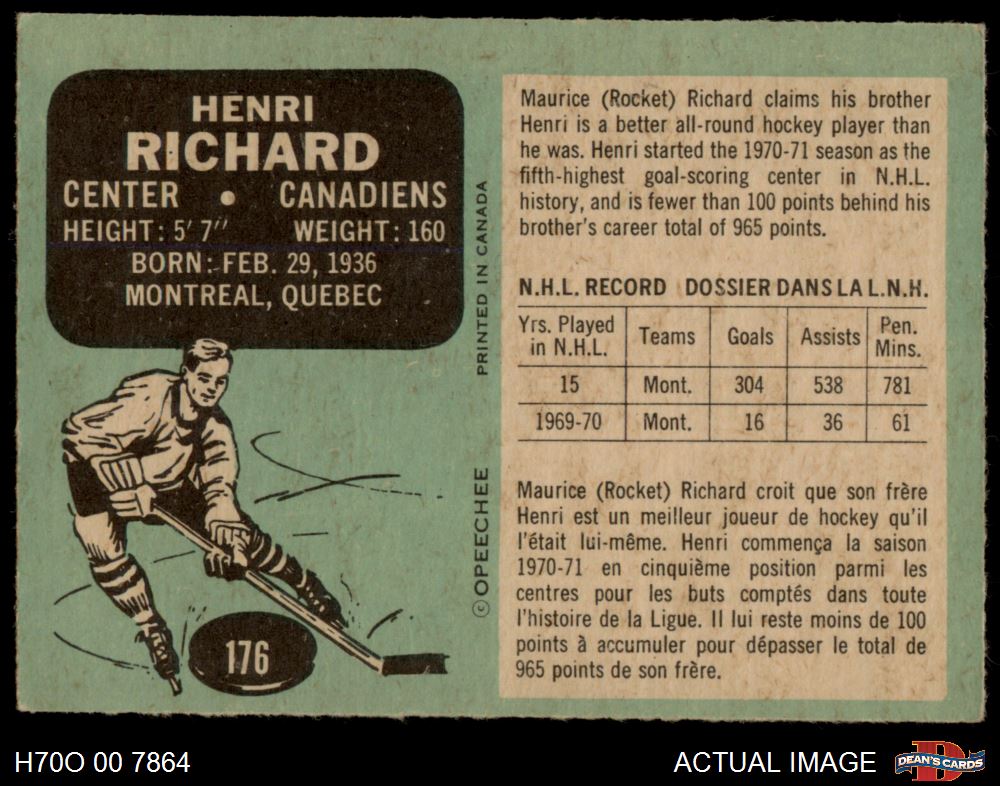 HENRI
RICHARD
CENTER • CANADIENS
HEIGHT: 5' 7" WEIGHT: 160
BORN: FEB. 29, 1936
MONTREAL, QUEBEC
176
©OPEECHEE PRINTED IN CANADA
Maurice (Rocket) Richard claims his brother
Henri is a better all-round hockey player than
he was. Henri started the 1970-71 season as the
fifth-highest goal-scoring center in N.H.L.
history, and is fewer than 100 points behind his
brother's career total of 965 points.
N.H.L. RECORD DOSSIER DANS LA L.N.H.
Yrs. Played in N.H.L. Teams Goals Assists Pen. Mins.
15 Mont. 304 538 781
1969-70 Mont. 16 36 61
Maurice (Rocket) Richard croit que son frère
Henri est un meilleur joueur de hockey qu'il
l'était lui-même. Henri commença la saison
1970-71 en cinquième position parmi les
centres pour les buts comptés dans toute
l'histoire de la Ligue. Il lui reste moins de 100
points à accumuler pour dépasser le total de
965 points de son frère.
H70O 00 7864 ACTUAL IMAGE DEAN'S CARDS